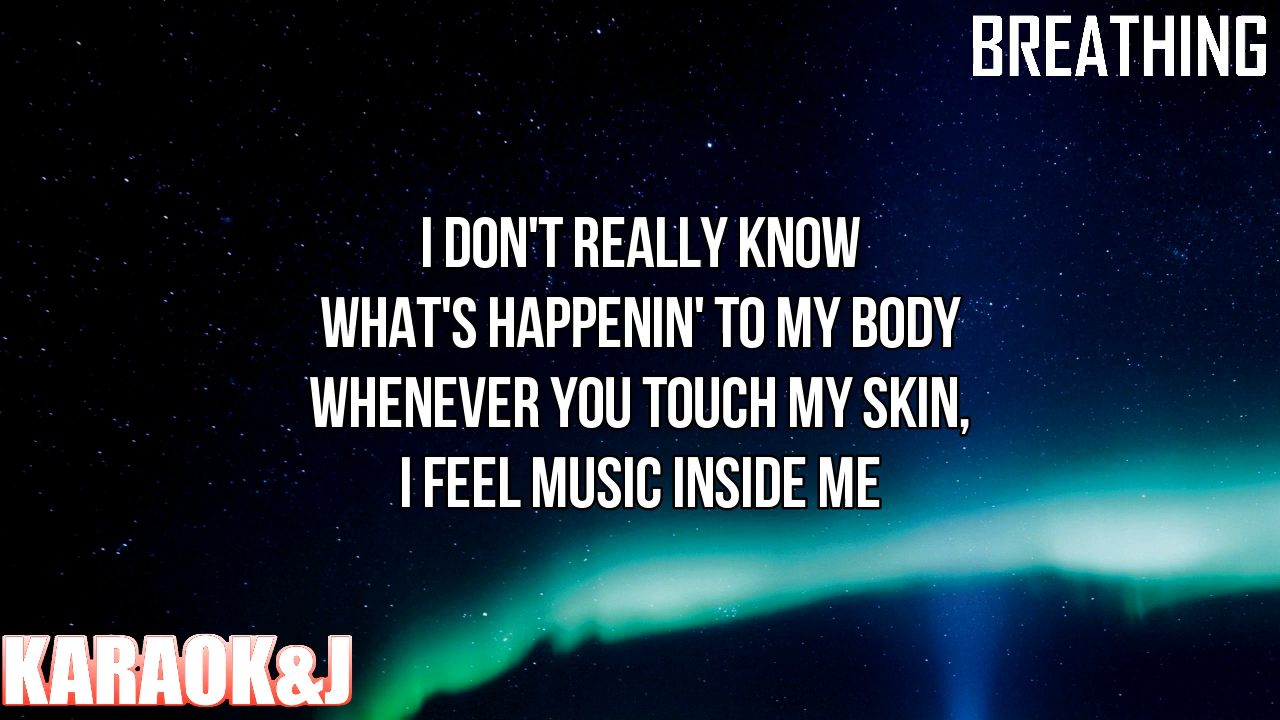 BREATHING
I DON'T REALLY KNOW
WHAT'S HAPPENIN' TO MY BODY
WHENEVER YOU TOUCH MY SKIN,
I FEEL MUSIC INSIDE ME
KARAOK&J